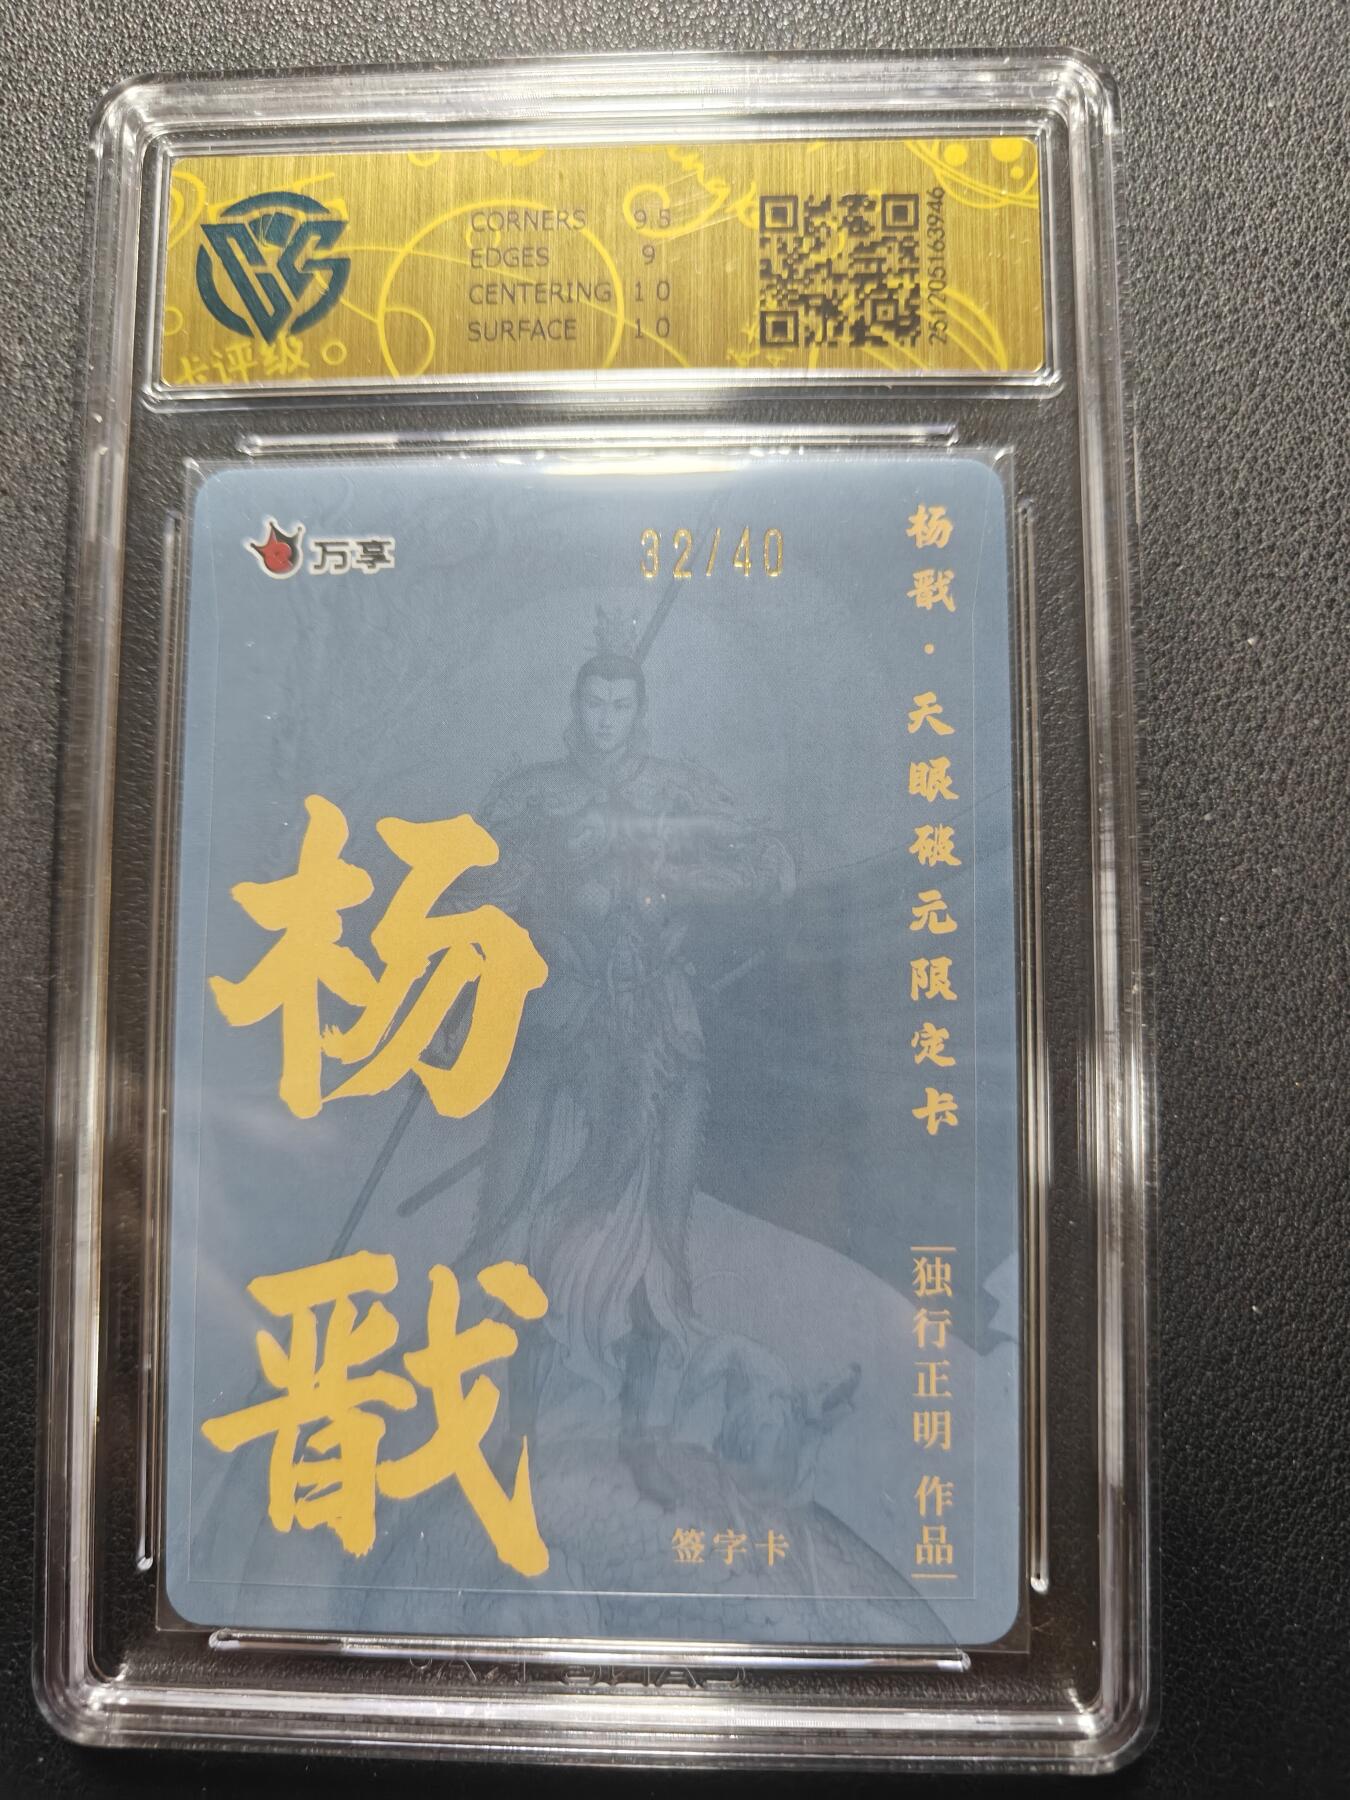 CORNERS 9.5
EDGES 9
CENTERING 10
SURFACE 10
2517205163946
卡评级
万享
32/40
杨戬·天眼破元限定卡
杨戬
独行正明 作品
签字卡